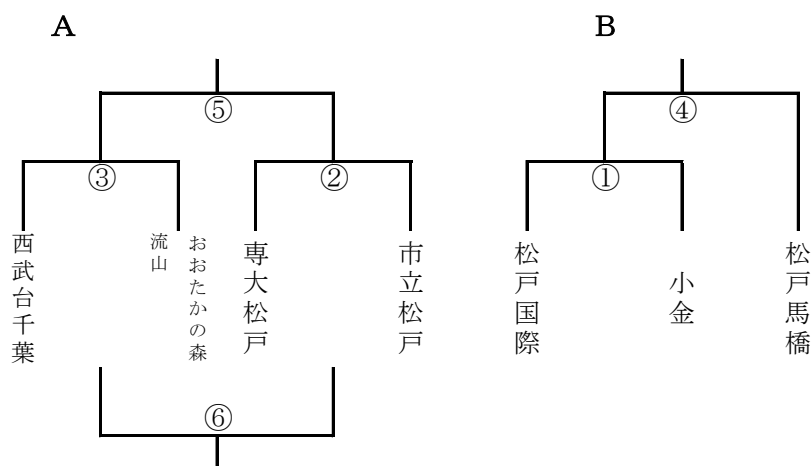 A
B
⑤
④
③
②
①
西武台千葉
流山
おおたかの森
専大松戸
市立松戸
松戸国際
小金
松戸馬橋
⑥